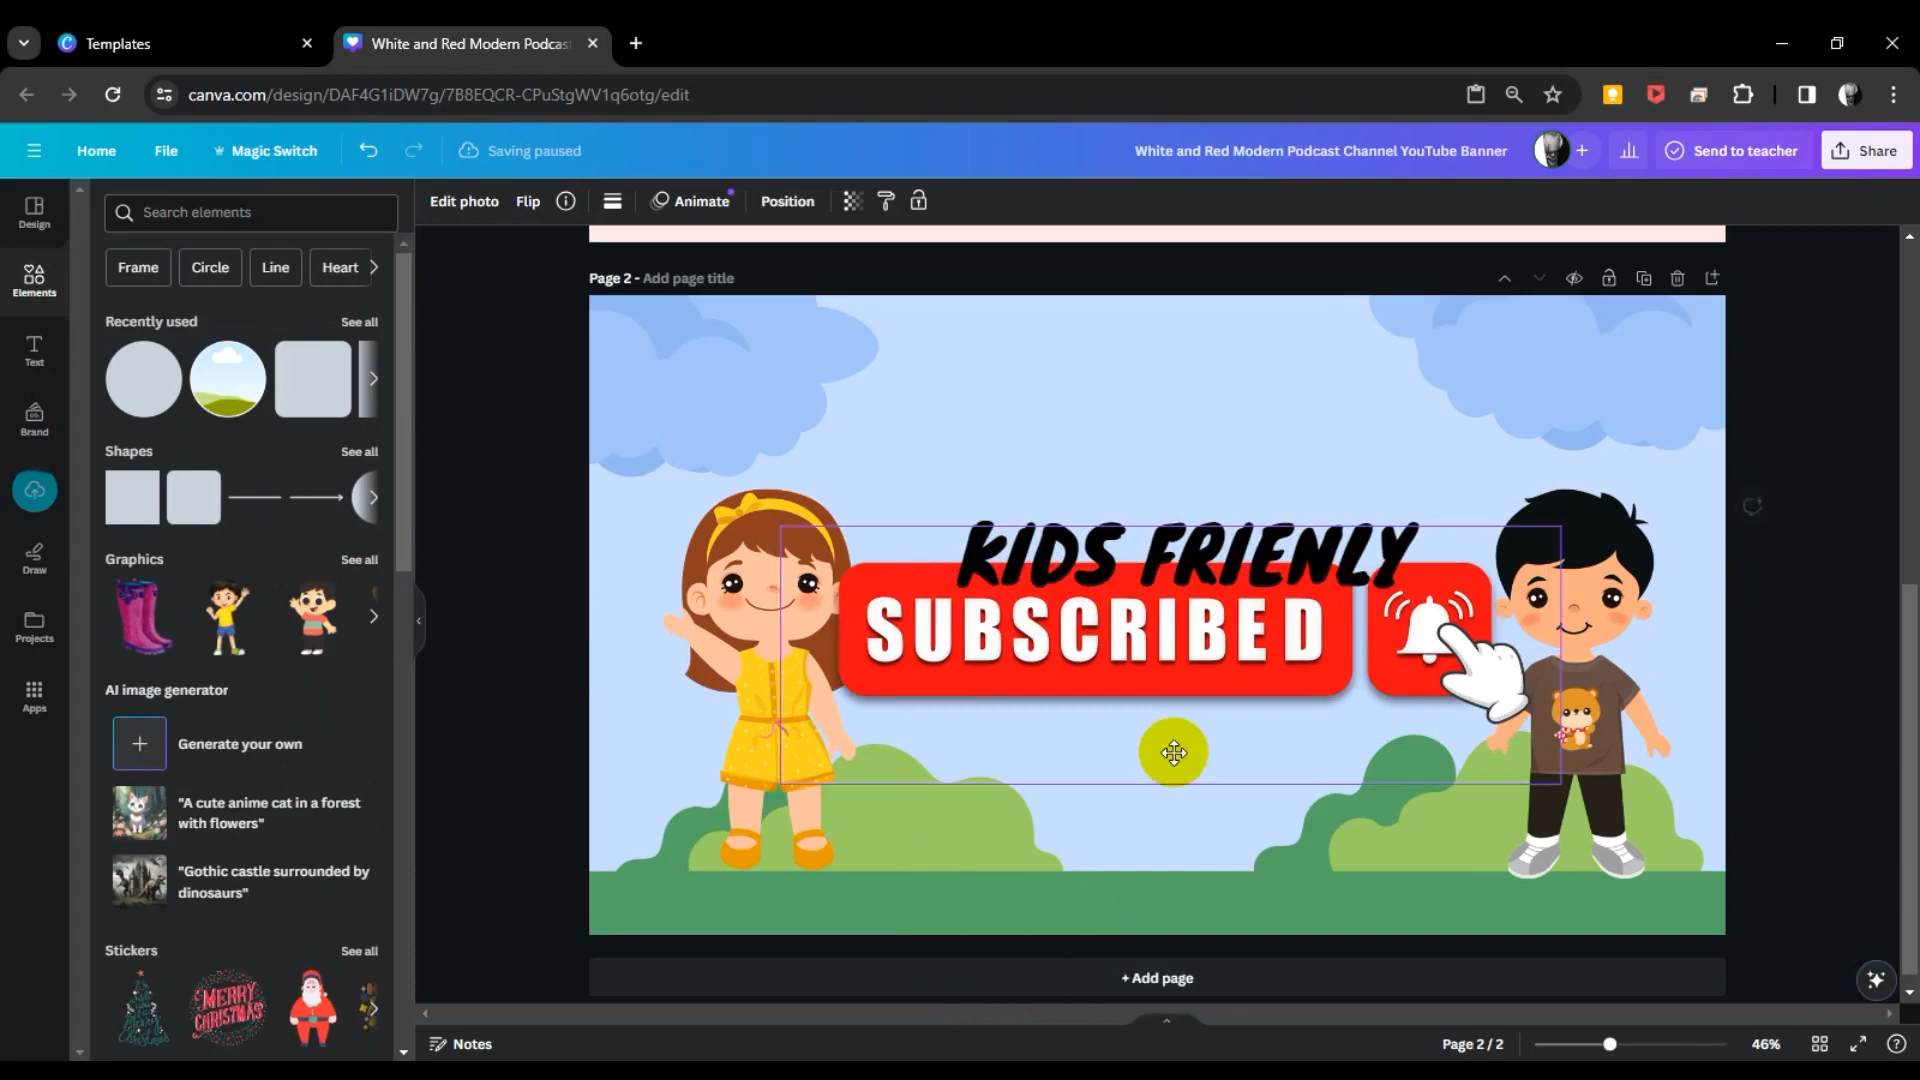 Templates
White and Red Modern Podcas
canva.com/design/DAF4G1iDW7g/7B8EQCR-CPuStgWV1q6otg/edit
Home File Magic Switch Saving paused White and Red Modern Podcast Channel YouTube Banner Send to teacher Share
Edit photo Flip Animate Position
Design
Elements
Text
Brand
Draw
Projects
Apps
Search elements
Frame Circle Line Heart
Recently used See all
Shapes See all
Graphics See all
AI image generator
Generate your own
"A cute anime cat in a forest
with flowers"
"Gothic castle surrounded by
dinosaurs"
Stickers See all
MERRY
CHRISTMAS
Page 2 - Add page title
KIDS FRIENLY
SUBSCRIBED
+ Add page
Notes Page 2 / 2 46%